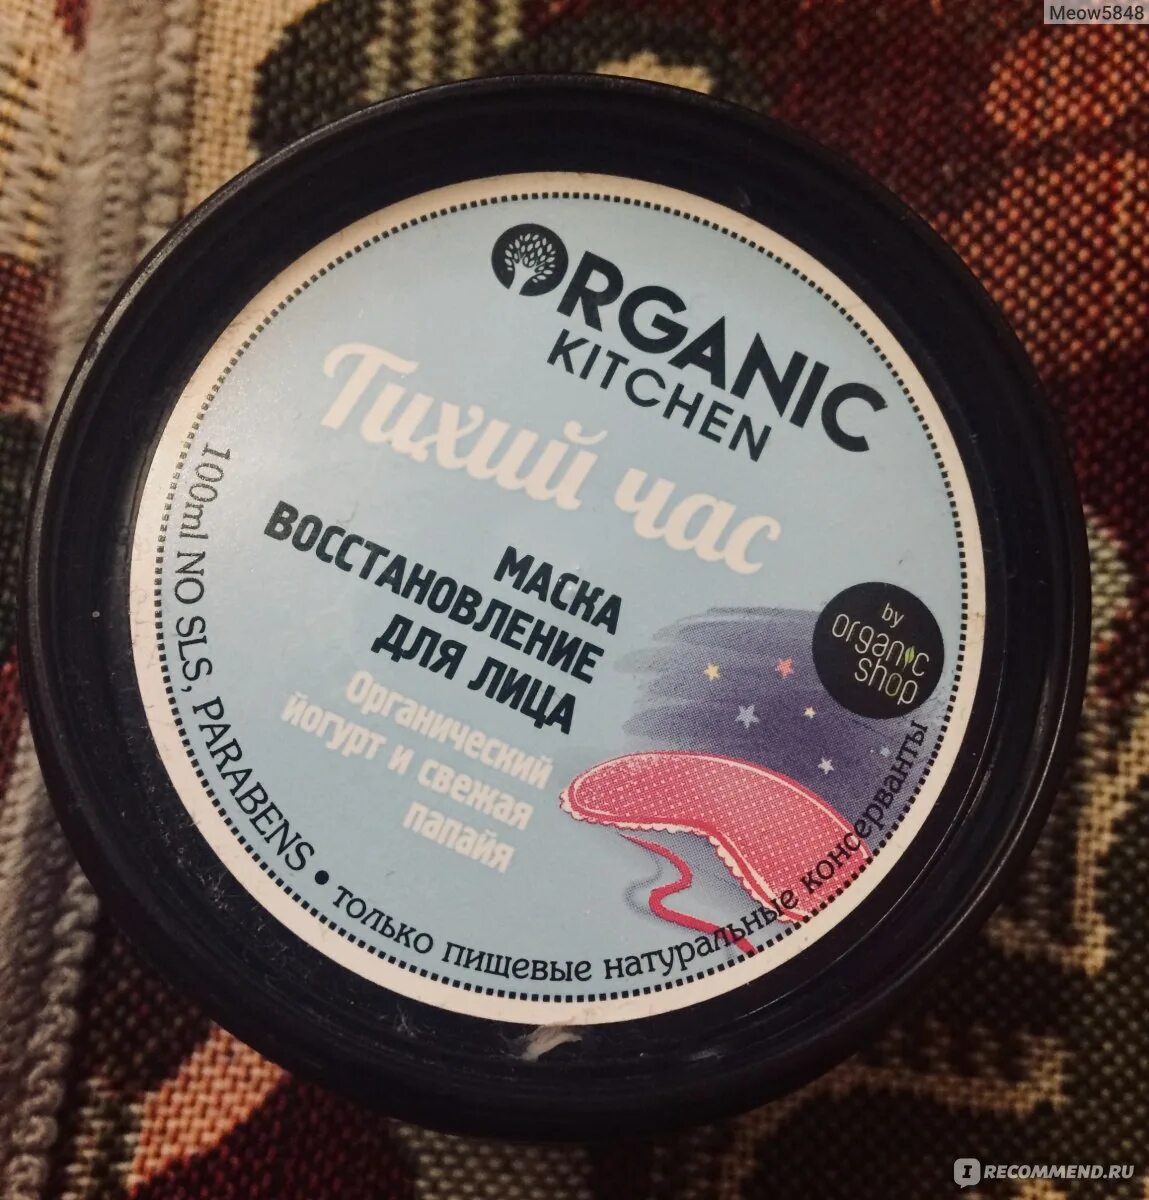 Meow5848
ORGANIC
KITCHEN
Тихий час
МАСКА
ВОССТАНОВЛЕНИЕ
ДЛЯ ЛИЦА
Органический
йогурт и свежая
папайя
by
organic
shop
100ml NO SLS, PARABENS • только пищевые натуральные консерванты
IRECOMMEND.RU